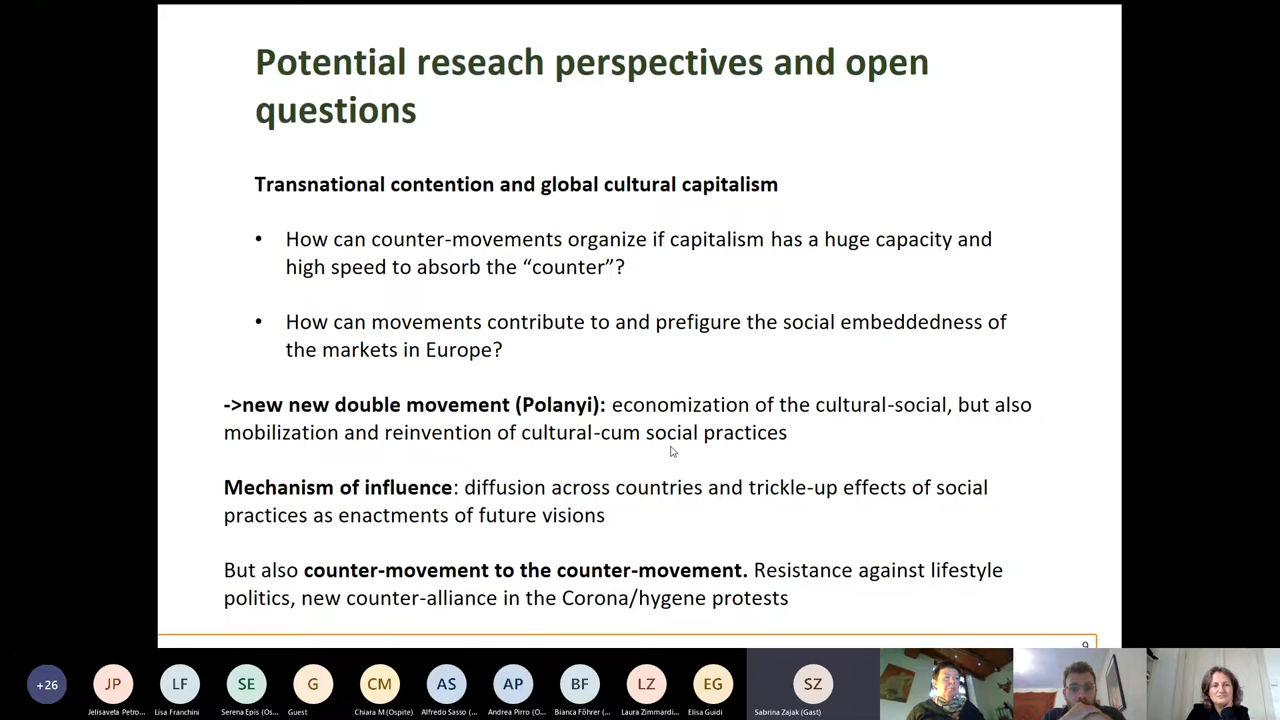 Potential reseach perspectives and open
questions
Transnational contention and global cultural capitalism
• How can counter-movements organize if capitalism has a huge capacity and
high speed to absorb the “counter”?
• How can movements contribute to and prefigure the social embeddedness of
the markets in Europe?
->new new double movement (Polanyi): economization of the cultural-social, but also
mobilization and reinvention of cultural-cum social practices
Mechanism of influence: diffusion across countries and trickle-up effects of social
practices as enactments of future visions
But also counter-movement to the counter-movement. Resistance against lifestyle
politics, new counter-alliance in the Corona/hygene protests
9
+26 JP LF SE G CM AS AP BF LZ EG SZ
Jelisaveta Petro... Lisa Franchini Serena Epis (Os... Guest Chiara M (Ospite) Alfredo Sasso (... Andrea Pirro (O... Bianca Föhrer (... Laura Zimmardi... Elisa Guidi Sabrina Zajak (Gast)